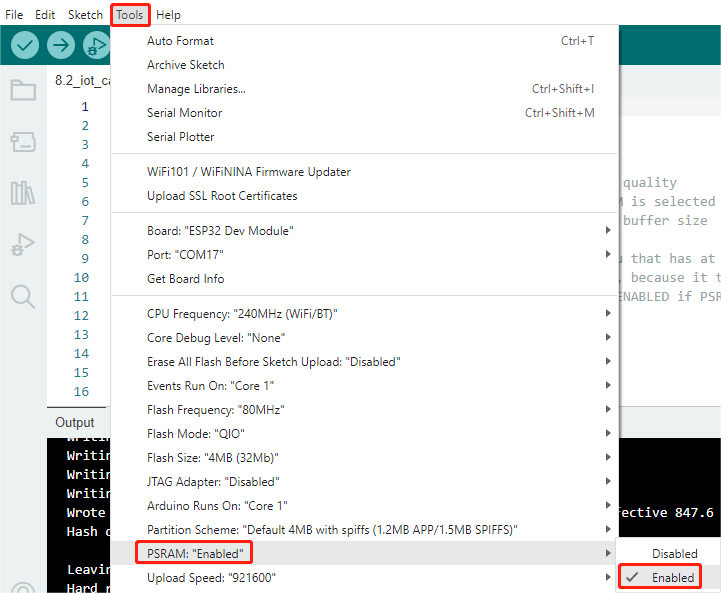 File Edit Sketch Tools Help
8.2_iot_ca
Auto Format Ctrl+T
Archive Sketch
Manage Libraries... Ctrl+Shift+I
Serial Monitor Ctrl+Shift+M
Serial Plotter
WiFi101 / WiFiNINA Firmware Updater
Upload SSL Root Certificates
Board: "ESP32 Dev Module"
Port: "COM17"
Get Board Info
CPU Frequency: "240MHz (WiFi/BT)"
Core Debug Level: "None"
Erase All Flash Before Sketch Upload: "Disabled"
Events Run On: "Core 1"
Flash Frequency: "80MHz"
Flash Mode: "QIO"
Flash Size: "4MB (32Mb)"
JTAG Adapter: "Disabled"
Arduino Runs On: "Core 1"
Partition Scheme: "Default 4MB with spiffs (1.2MB APP/1.5MB SPIFFS)"
PSRAM: "Enabled"
Upload Speed: "921600"
Disabled
Enabled
1
2
3
4
5
6
7
8
9
10
11
12
13
14
15
16
quality
is selected
buffer size
that has at
, because it t
ENABLED if PSR
Output
Writin
Writin
Writin
Writin
Wrote
fective 847.6
Hash
Leavin
Hard